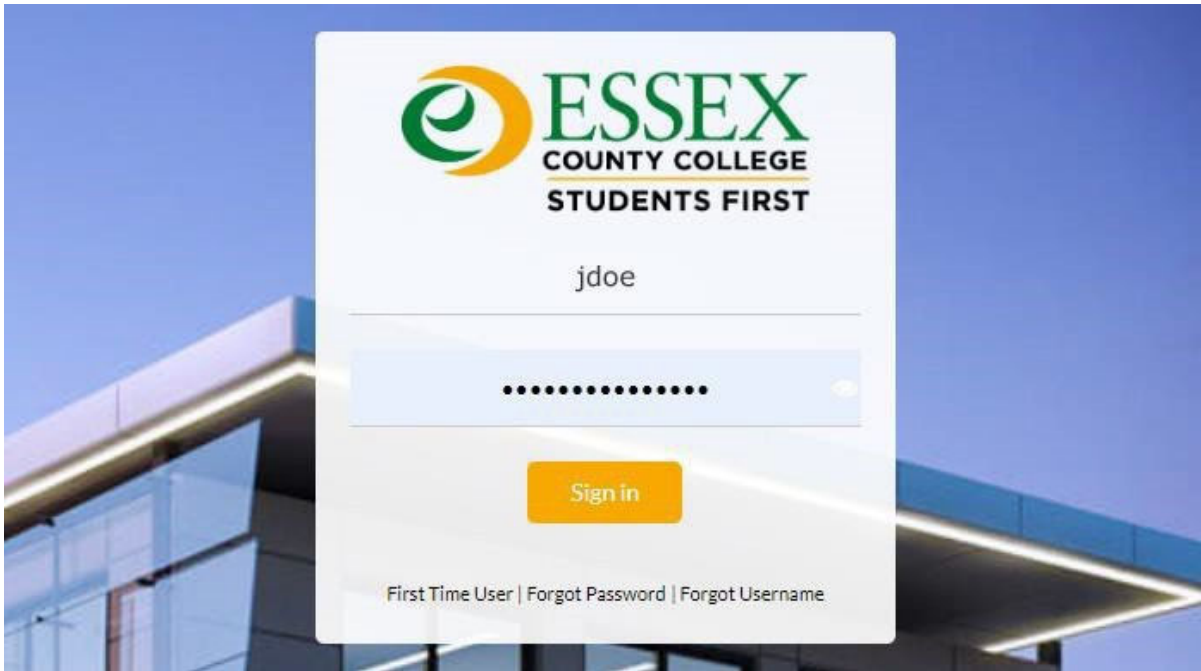 ESSEX
COUNTY COLLEGE
STUDENTS FIRST
jdoe
•••••••••••••••
Sign in
First Time User | Forgot Password | Forgot Username